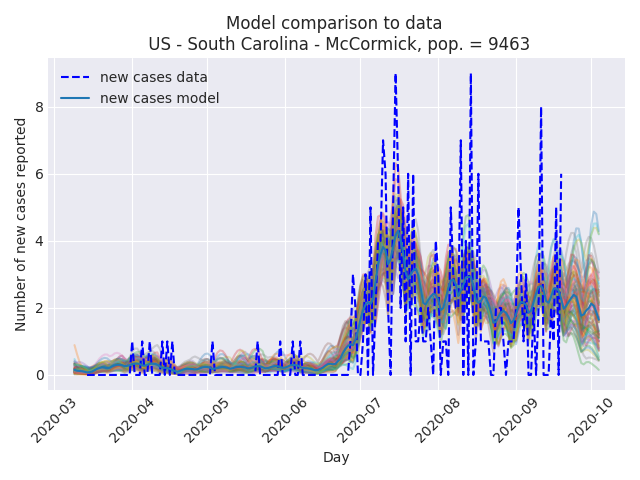 Model comparison to data
US - South Carolina - McCormick, pop. = 9463
new cases data
new cases model
Number of new cases reported
8
6
4
2
0
2020-03
2020-04
2020-05
2020-06
2020-07
2020-08
2020-09
2020-10
Day